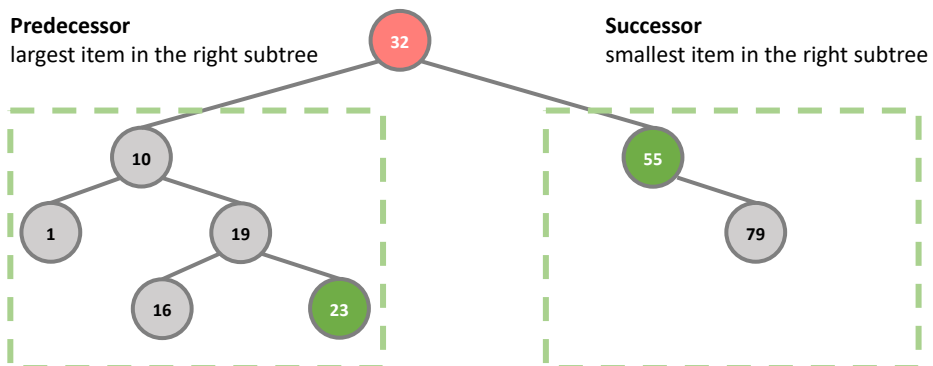 Predecessor
largest item in the right subtree
Successor
smallest item in the right subtree
32
10
55
1
19
79
16
23